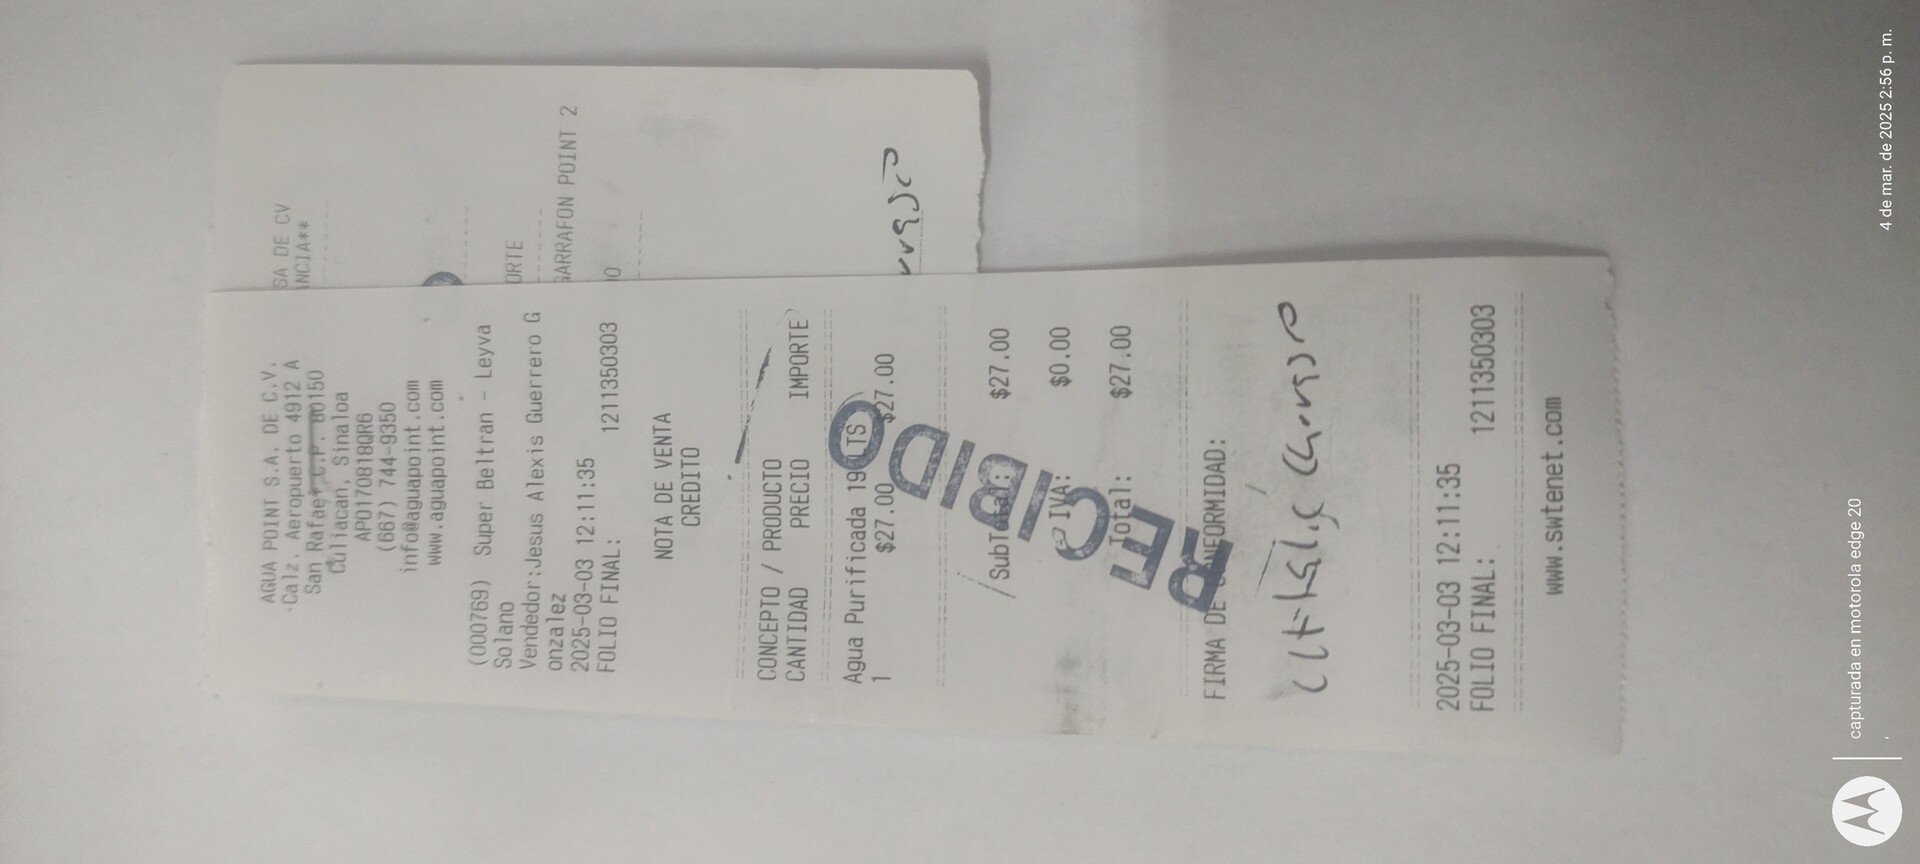 AGUA POINT S.A. DE C.V.
Calz. Aeropuerto 4912 A
San Rafael C.P. 80150
Culiacan, Sinaloa
APO170818QR6
(667) 744-9350
info@aguapoint.com
www.aguapoint.com
(000769) Super Beltran - Leyva
Solano
Vendedor:Jesus Alexis Guerrero G
onzalez
2025-03-03 12:11:35
FOLIO FINAL: 1211350303
NOTA DE VENTA
CREDITO
CONCEPTO / PRODUCTO
CANTIDAD PRECIO IMPORTE
Agua Purificada 19 LTS
1 $27.00 $27.00
SubTotal: $27.00
IVA: $0.00
Total: $27.00
RECIBIDO
FIRMA DE CONFORMIDAD:
2025-03-03 12:11:35
FOLIO FINAL: 1211350303
www.swtenet.com
SA DE CV
NCIA**
ORTE
GARRAFON POINT 2
4 de mar. de 2025 2:56 p. m.
capturada en motorola edge 20